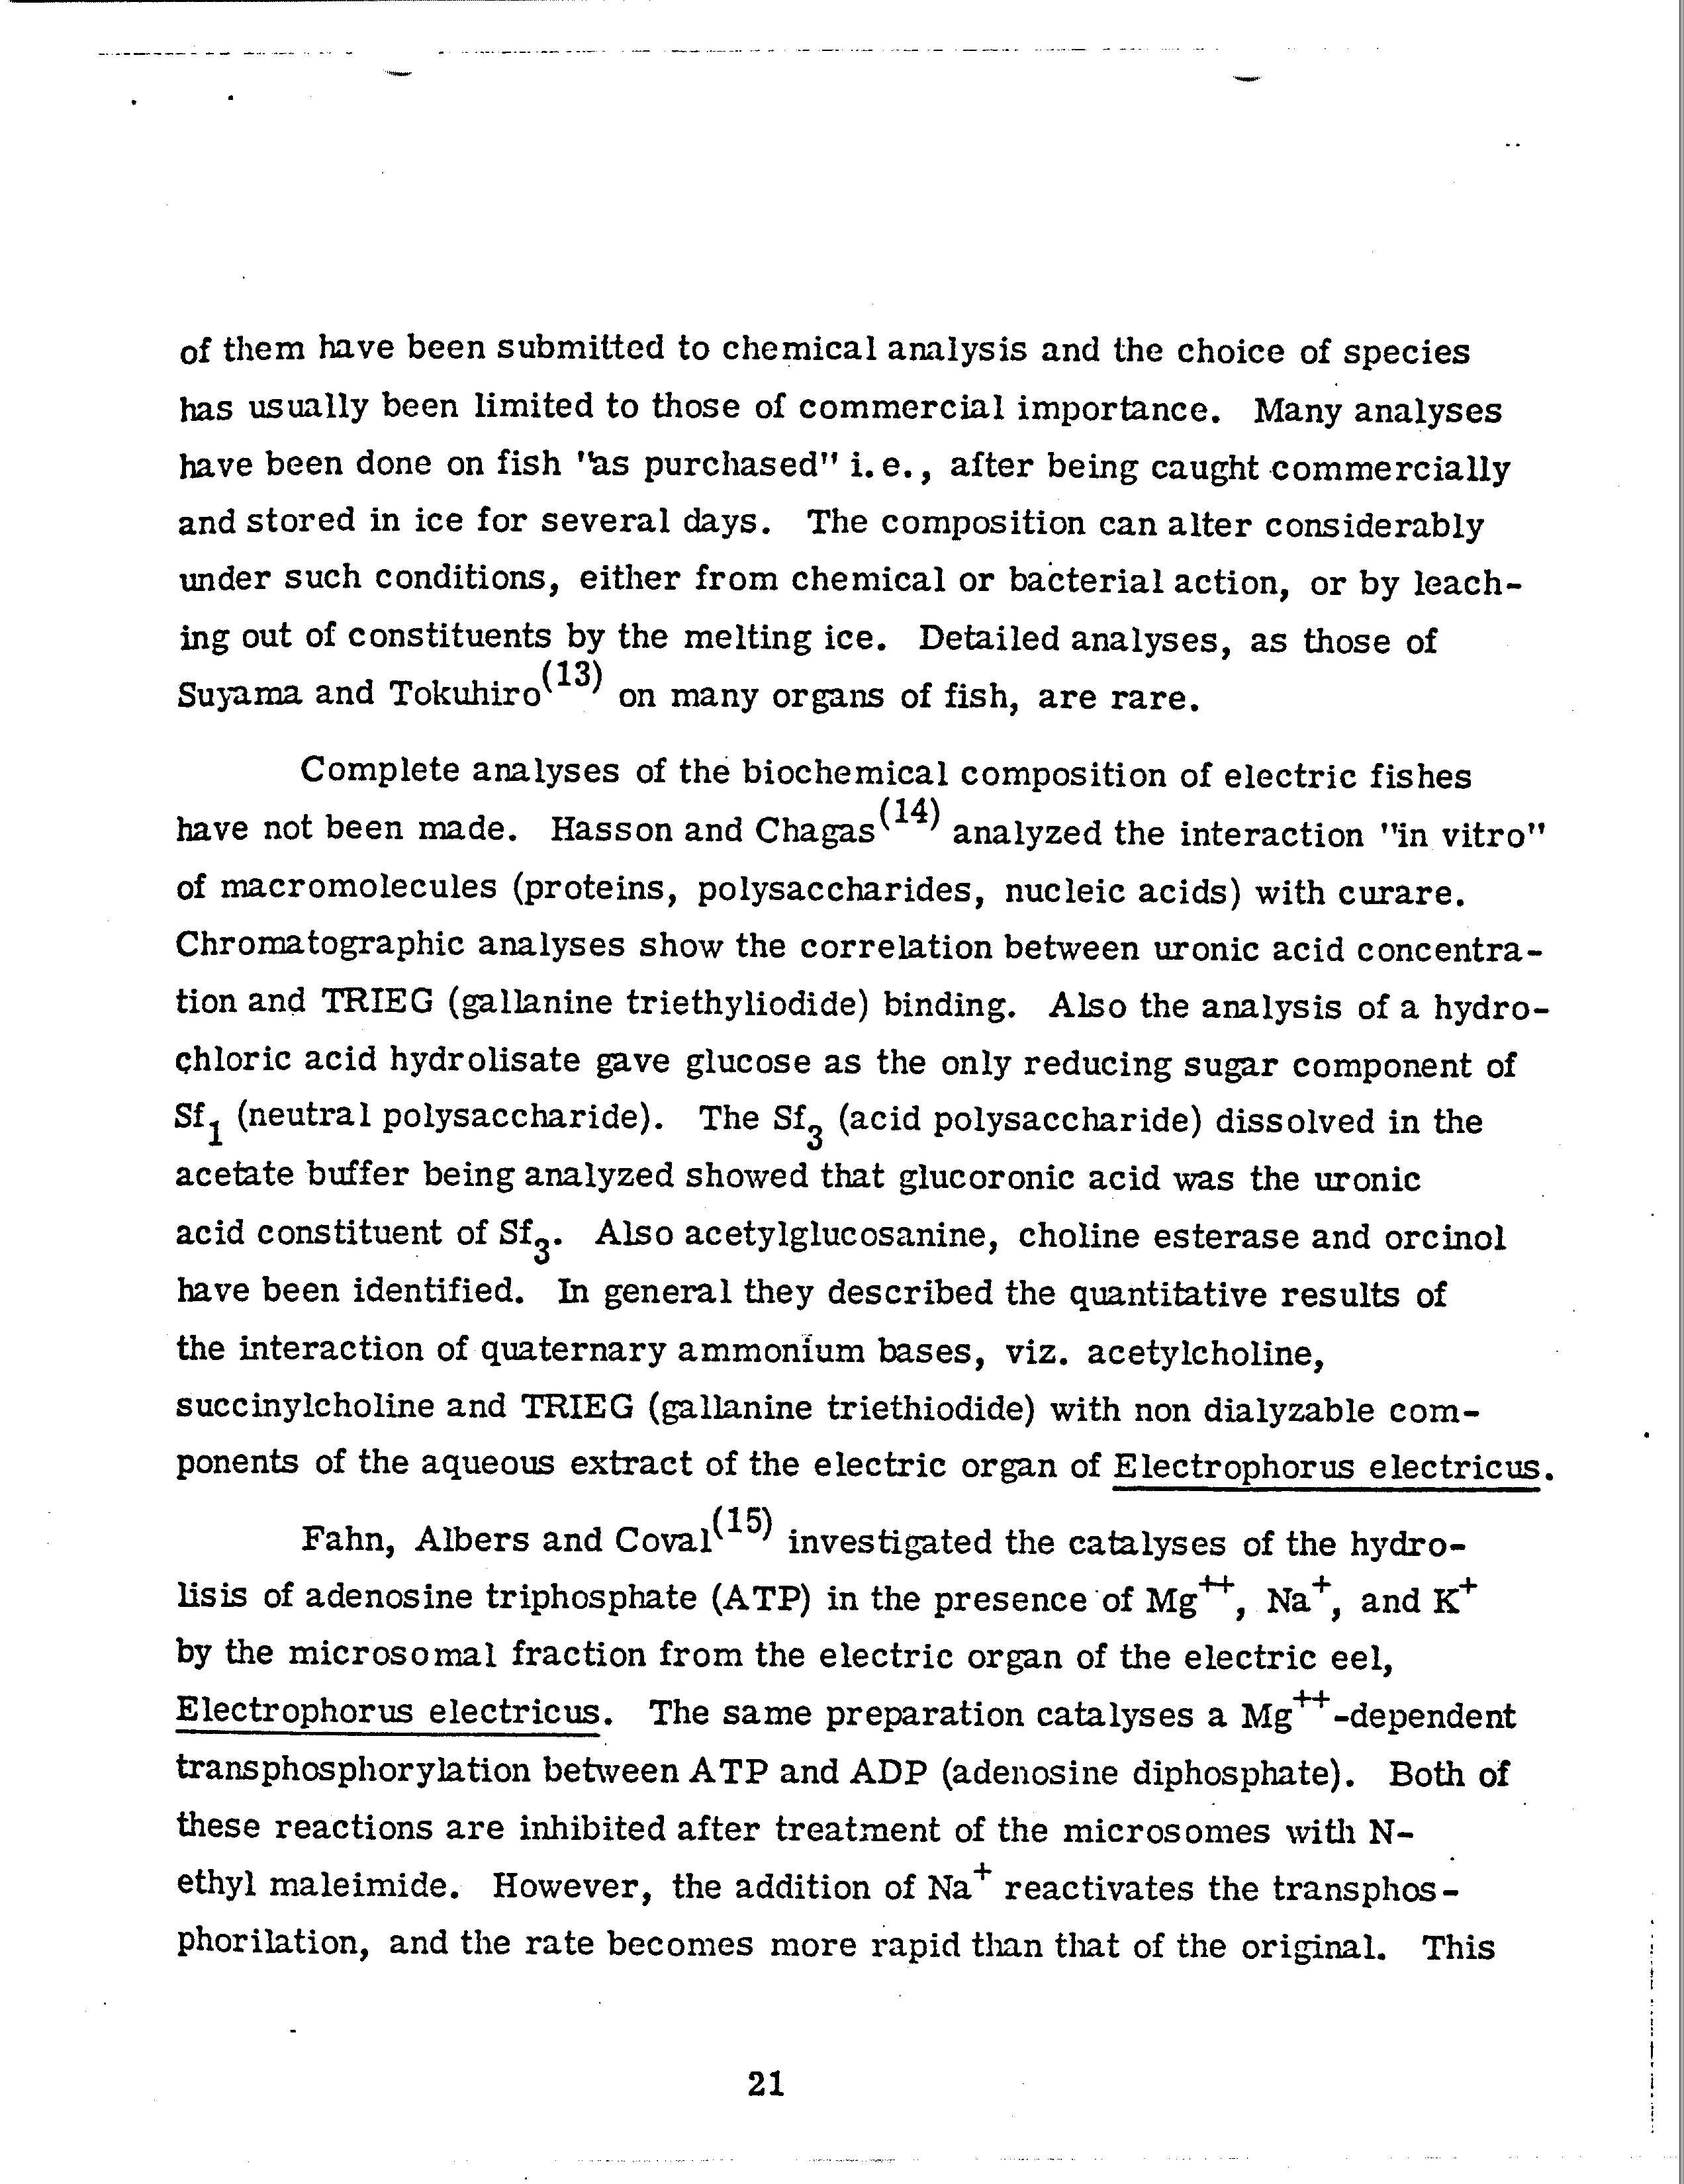 of them have been submitted to chemical analysis and the choice of species
has usually been limited to those of commercial importance. Many analyses
have been done on fish "as purchased" i.e., after being caught commercially
and stored in ice for several days. The composition can alter considerably
under such conditions, either from chemical or bacterial action, or by leach-
ing out of constituents by the melting ice. Detailed analyses, as those of
Suyama and Tokuhiro(13) on many organs of fish, are rare.
Complete analyses of the biochemical composition of electric fishes
have not been made. Hasson and Chagas(14) analyzed the interaction "in vitro"
of macromolecules (proteins, polysaccharides, nucleic acids) with curare.
Chromatographic analyses show the correlation between uronic acid concentra-
tion and TRIEG (gallanine triethyliodide) binding. Also the analysis of a hydro-
chloric acid hydrolisate gave glucose as the only reducing sugar component of
Sf1 (neutral polysaccharide). The Sf3 (acid polysaccharide) dissolved in the
acetate buffer being analyzed showed that glucoronic acid was the uronic
acid constituent of Sf3. Also acetylglucosanine, choline esterase and orcinol
have been identified. In general they described the quantitative results of
the interaction of quaternary ammonium bases, viz. acetylcholine,
succinylcholine and TRIEG (gallanine triethiodide) with non dialyzable com-
ponents of the aqueous extract of the electric organ of Electrophorus electricus.
Fahn, Albers and Coval(15) investigated the catalyses of the hydro-
lisis of adenosine triphosphate (ATP) in the presence of Mg++, Na+, and K+
by the microsomal fraction from the electric organ of the electric eel,
Electrophorus electricus. The same preparation catalyses a Mg++-dependent
transphosphorylation between ATP and ADP (adenosine diphosphate). Both of
these reactions are inhibited after treatment of the microsomes with N-
ethyl maleimide. However, the addition of Na+ reactivates the transphos-
phorilation, and the rate becomes more rapid than that of the original. This
21